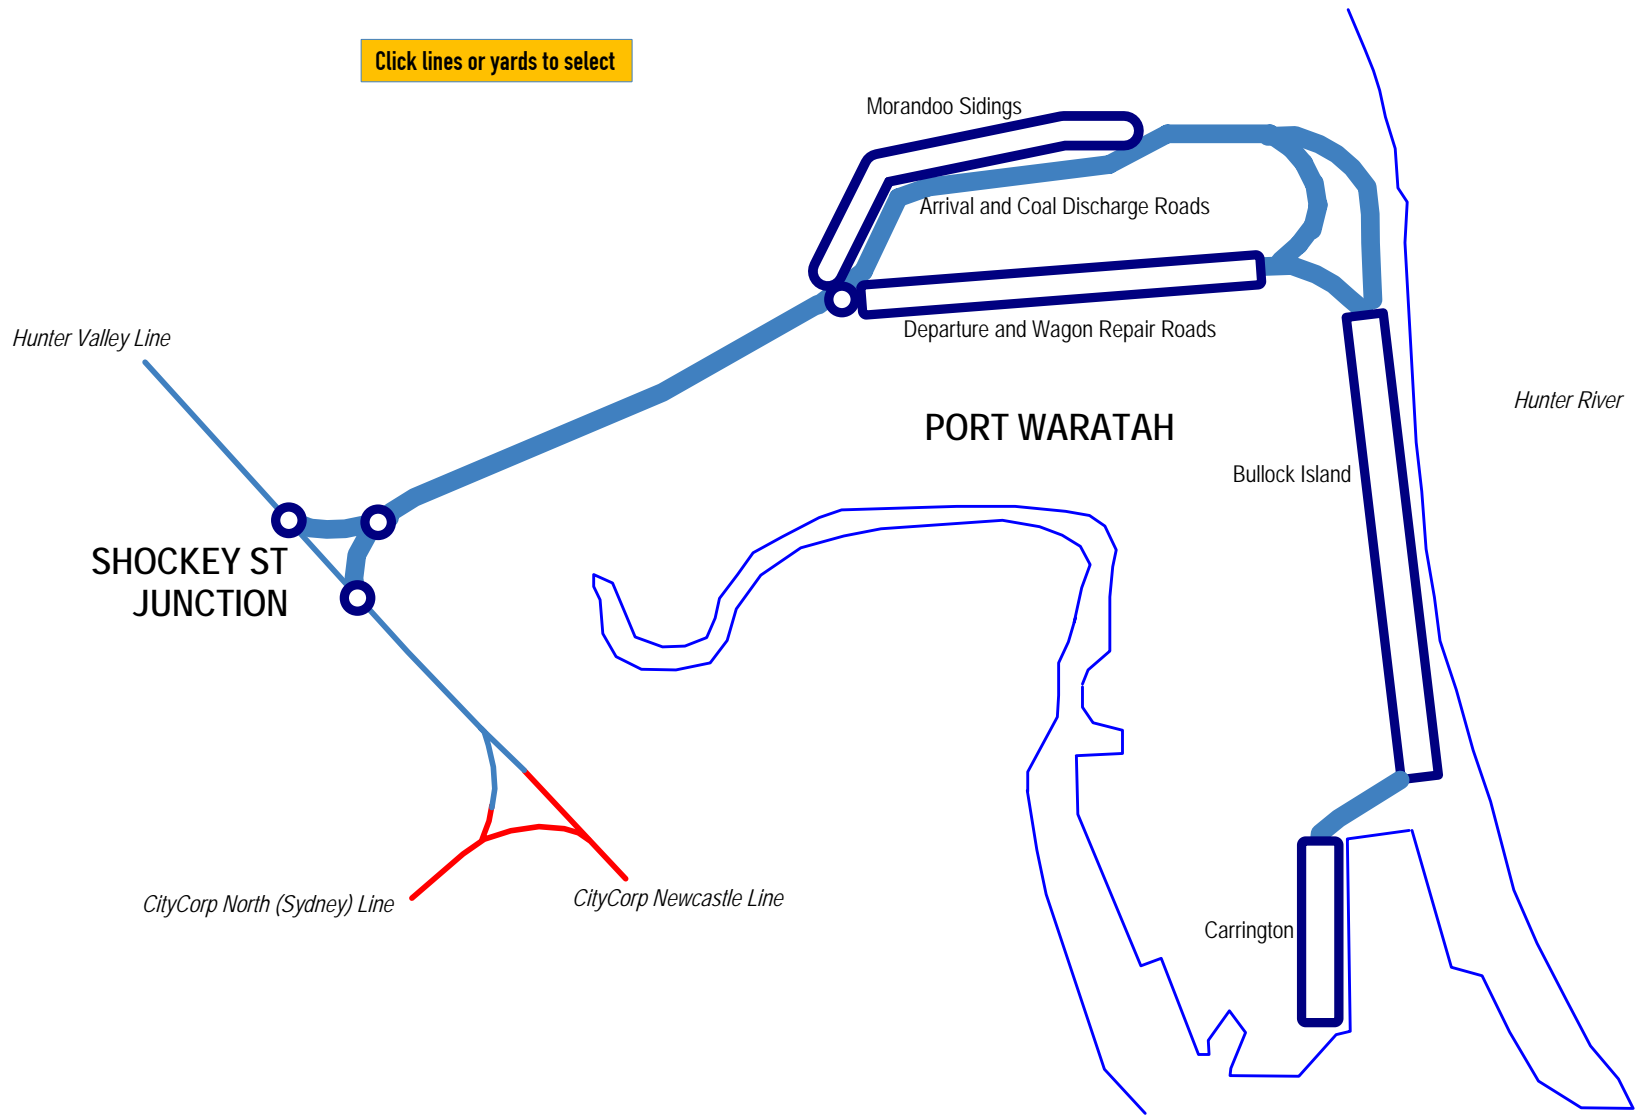 Click lines or yards to select
Morandoo Sidings
Arrival and Coal Discharge Roads
Departure and Wagon Repair Roads
Hunter Valley Line
Hunter River
PORT WARATAH
Bullock Island
SHOCKEY ST
JUNCTION
CityCorp North (Sydney) Line
CityCorp Newcastle Line
Carrington